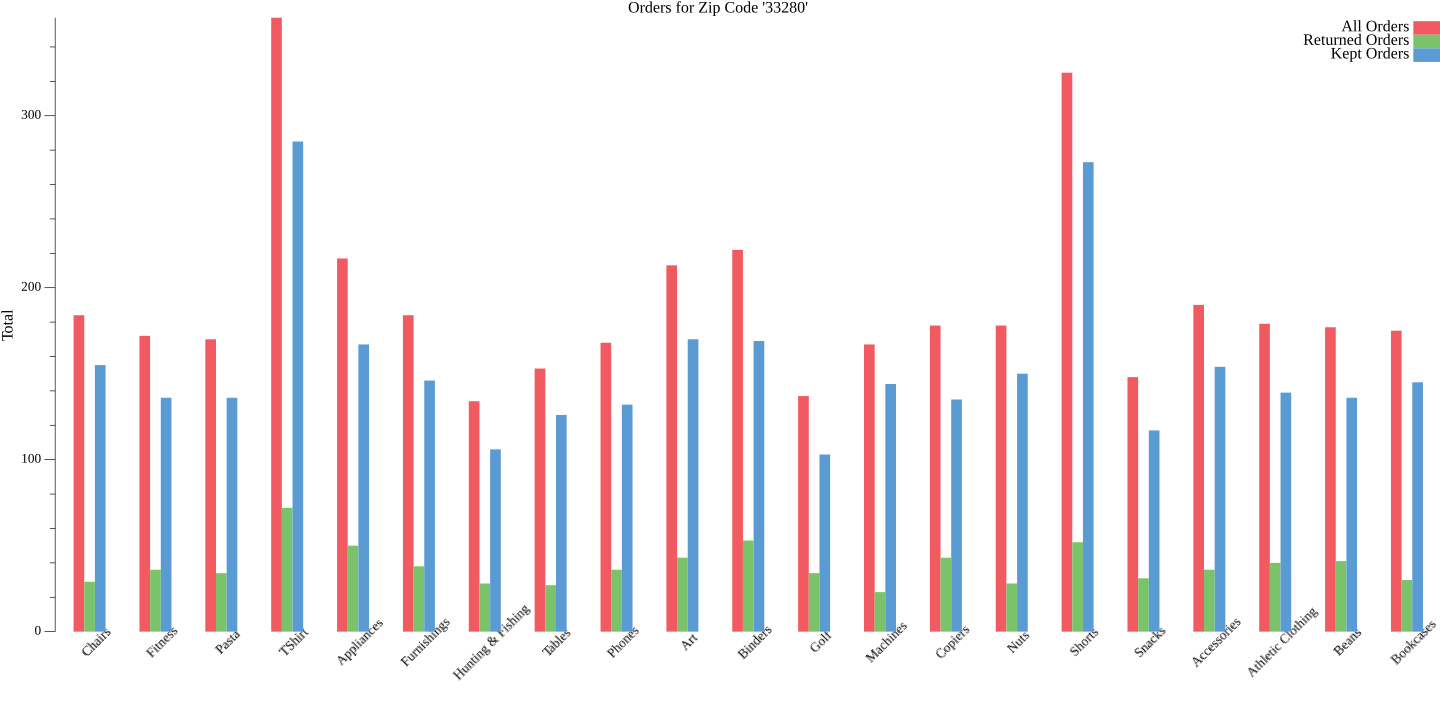 Orders for Zip Code '33280'
All Orders
Returned Orders
Kept Orders
Total
300
200
100
0
Chairs
Fitness
Pasta
TShirt
Appliances
Furnishings
Hunting & Fishing
Tables
Phones
Art
Binders
Golf
Machines
Copiers
Nuts
Shorts
Snacks
Accessories
Athletic Clothing
Beans
Bookcases